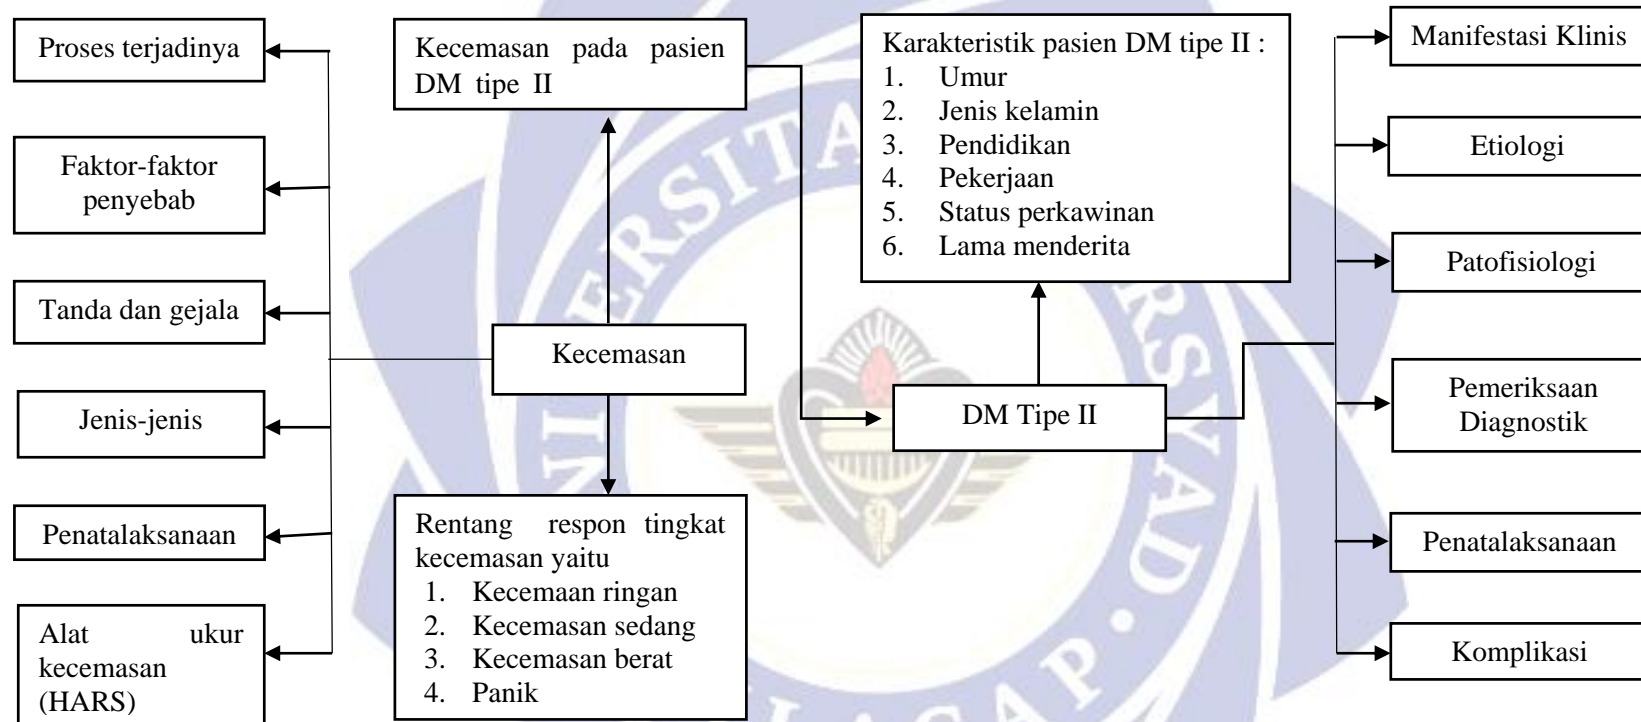 Proses terjadinya
Faktor-faktor
penyebab
Tanda dan gejala
Jenis-jenis
Penatalaksanaan
Alat ukur
kecemasan
(HARS)
Kecemasan pada pasien
DM tipe II
Kecemasan
Rentang respon tingkat
kecemasan yaitu
1. Kecemaan ringan
2. Kecemasan sedang
3. Kecemasan berat
4. Panik
Karakteristik pasien DM tipe II :
1. Umur
2. Jenis kelamin
3. Pendidikan
4. Pekerjaan
5. Status perkawinan
6. Lama menderita
DM Tipe II
Manifestasi Klinis
Etiologi
Patofisiologi
Pemeriksaan
Diagnostik
Penatalaksanaan
Komplikasi